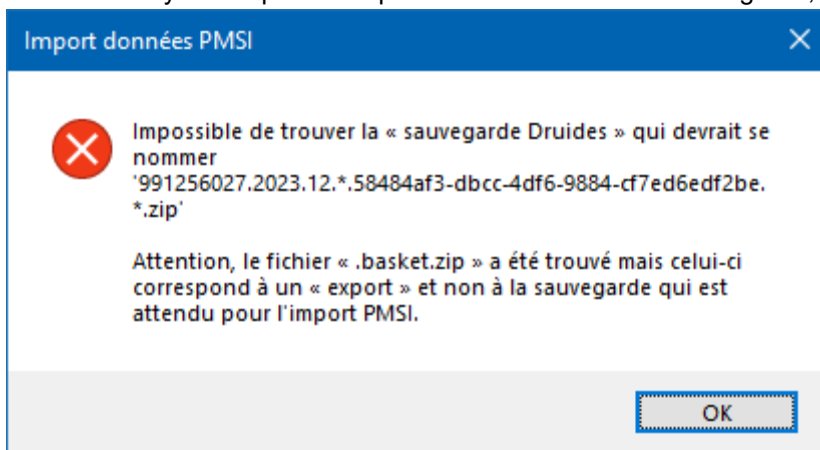 Import données PMSI
Impossible de trouver la « sauvegarde Druides » qui devrait se
nommer
'991256027.2023.12.*.58484af3-dbcc-4df6-9884-cf7ed6edf2be.
*.zip'
Attention, le fichier « .basket.zip » a été trouvé mais celui-ci
correspond à un « export » et non à la sauvegarde qui est
attendu pour l'import PMSI.
OK